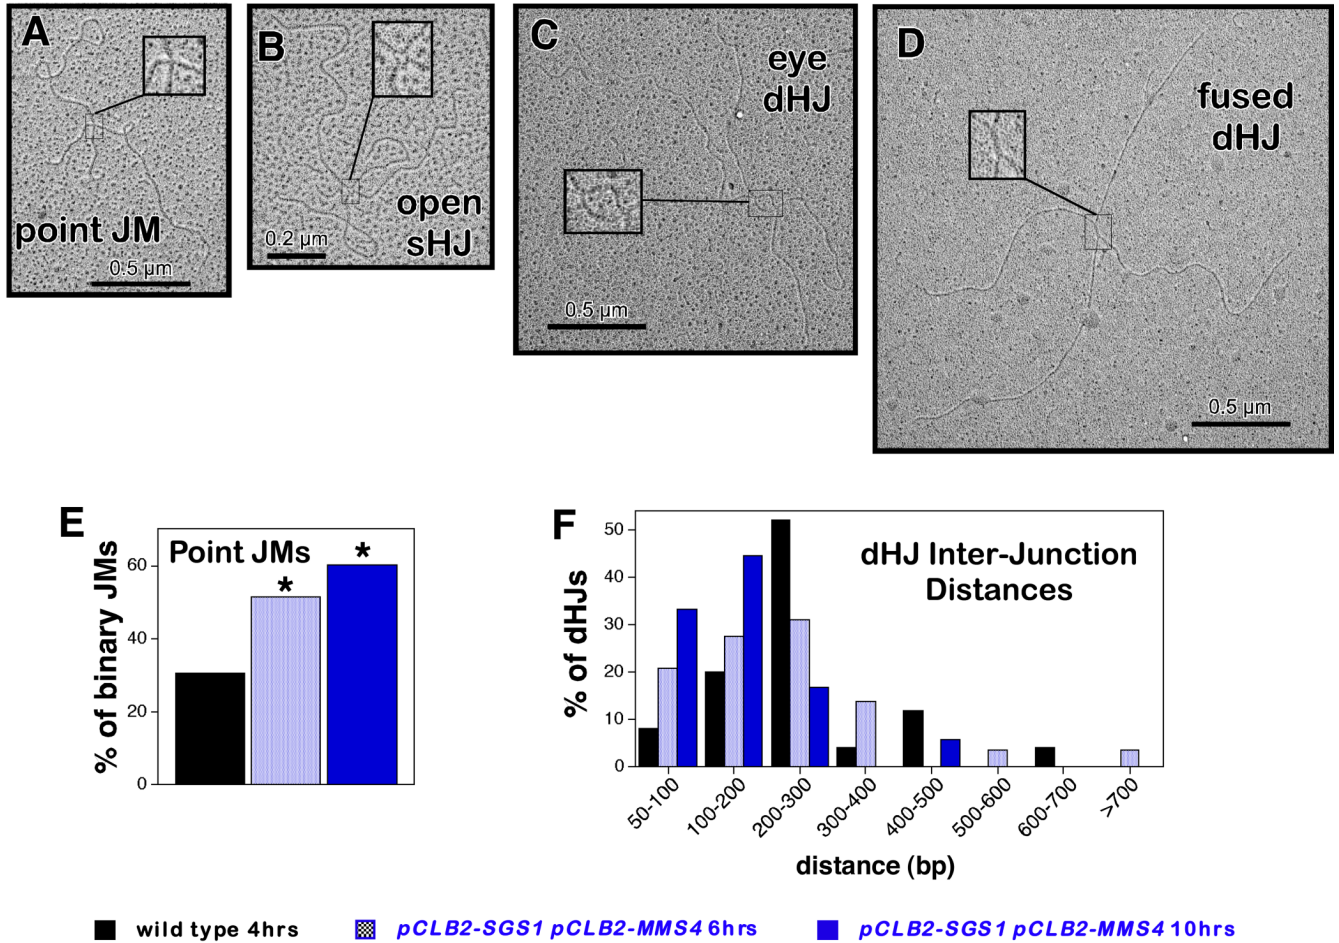 A
point JM
0.5 µm
B
open
sHJ
0.2 µm
C
eye
dHJ
0.5 µm
D
fused
dHJ
0.5 µm
E
Point JMs
% of binary JMs
60
40
20
0
*
*
F
dHJ Inter-Junction
Distances
% of dHJs
50
40
30
20
10
0
50-100
100-200
200-300
300-400
400-500
500-600
600-700
>700
distance (bp)
wild type 4hrs
pCLB2-SGS1 pCLB2-MMS4 6hrs
pCLB2-SGS1 pCLB2-MMS4 10hrs